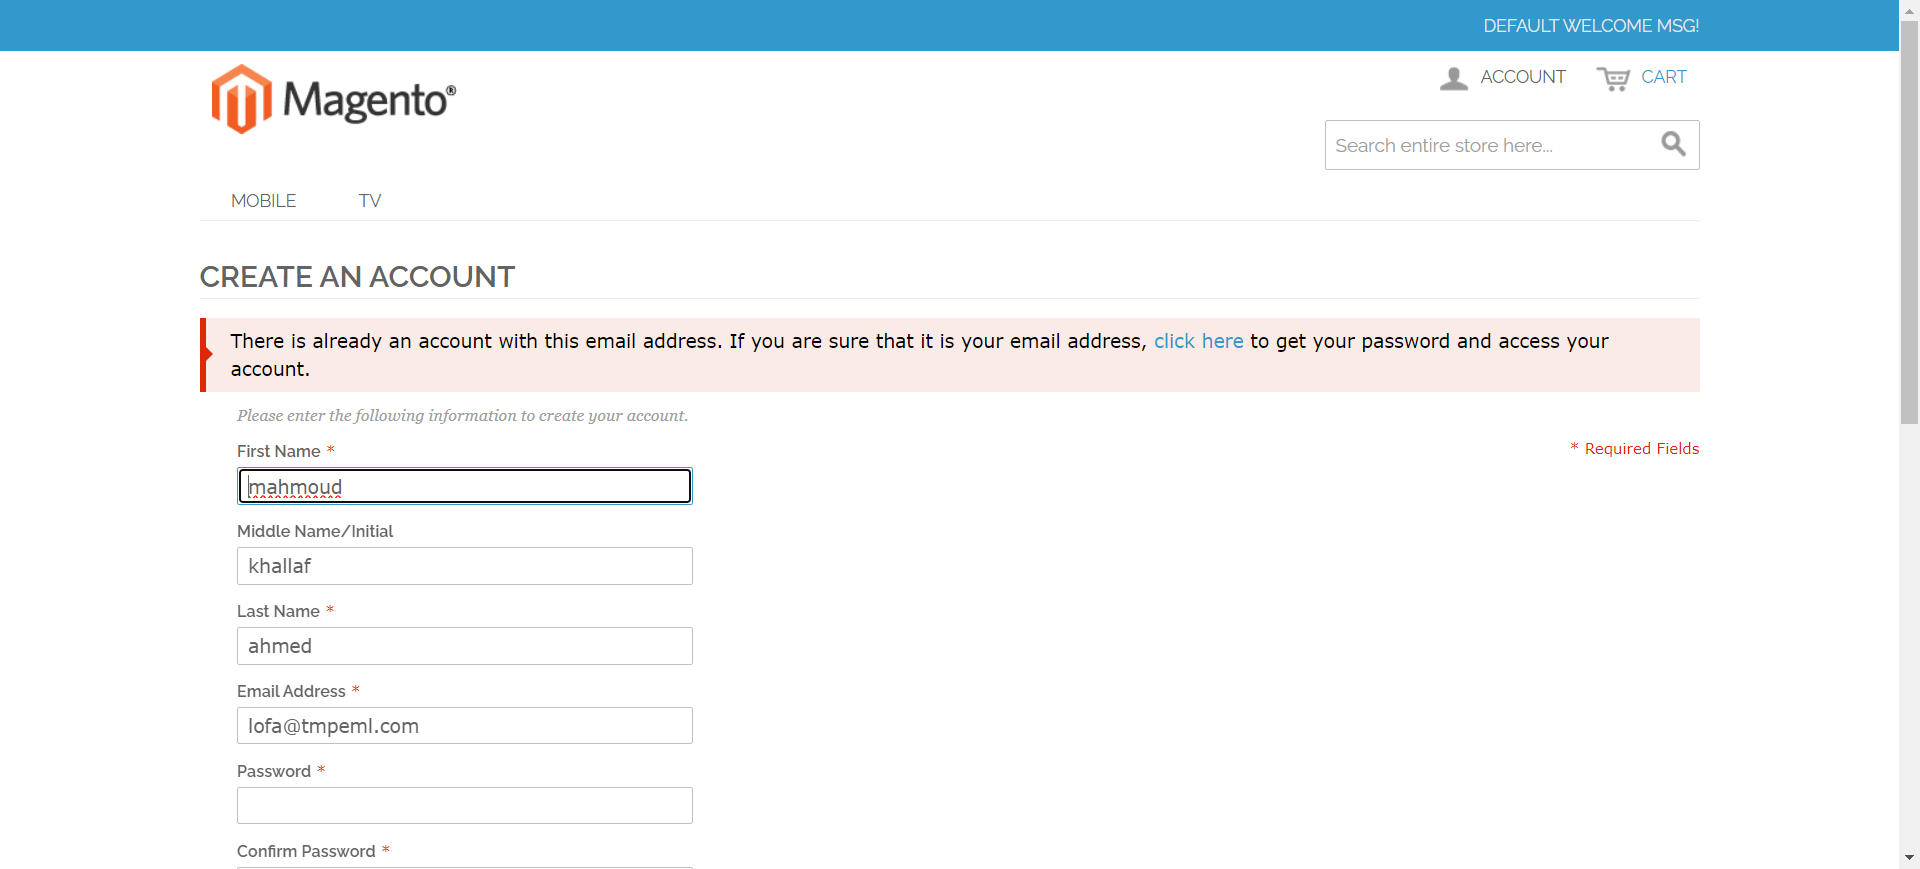 DEFAULT WELCOME MSG!
Magento®
ACCOUNT
CART
Search entire store here...
MOBILE
TV
CREATE AN ACCOUNT
There is already an account with this email address. If you are sure that it is your email address, click here to get your password and access your
account.
Please enter the following information to create your account.
First Name *
* Required Fields
mahmoud
Middle Name/Initial
khallaf
Last Name *
ahmed
Email Address *
lofa@tmpeml.com
Password *
Confirm Password *